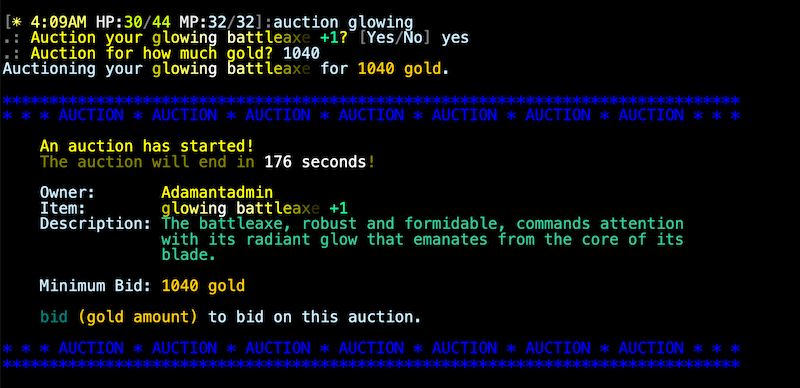 [* 4:09AM HP:30/44 MP:32/32]:auction glowing
.: Auction your glowing battleaxe +1? [Yes/No] yes
.: Auction for how much gold? 1040
Auctioning your glowing battleaxe for 1040 gold.
*******************************************************************************
* * * AUCTION * AUCTION * AUCTION * AUCTION * AUCTION * AUCTION * AUCTION * * *
An auction has started!
The auction will end in 176 seconds!
Owner: Adamantadmin
Item: glowing battleaxe +1
Description: The battleaxe, robust and formidable, commands attention
with its radiant glow that emanates from the core of its
blade.
Minimum Bid: 1040 gold
bid (gold amount) to bid on this auction.
* * * AUCTION * AUCTION * AUCTION * AUCTION * AUCTION * AUCTION * AUCTION * * *
*******************************************************************************